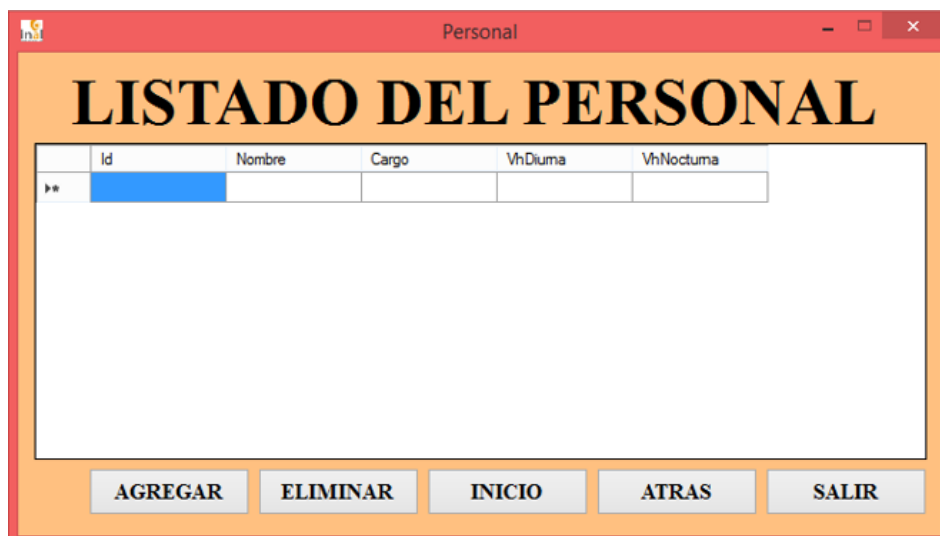 Personal
LISTADO DEL PERSONAL
Id Nombre Cargo VhDiurna VhNocturna
AGREGAR ELIMINAR INICIO ATRAS SALIR